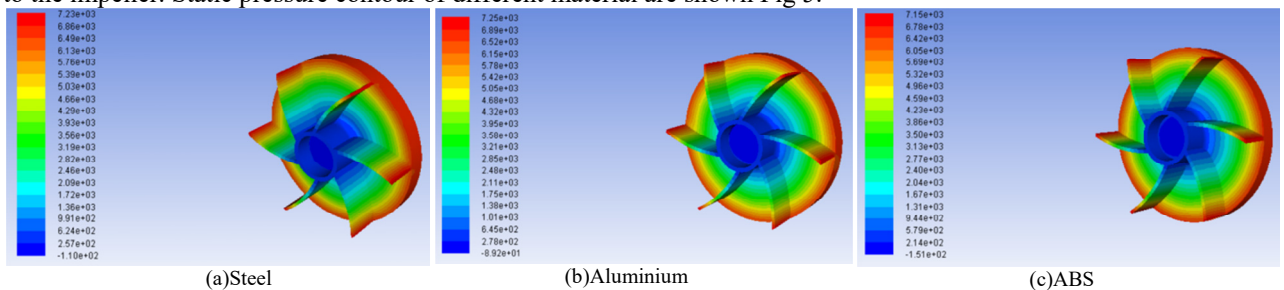 to the impeller. Static pressure contour of different material are shown Fig 5.
7.23e+03
6.86e+03
6.49e+03
6.13e+03
5.76e+03
5.39e+03
5.03e+03
4.66e+03
4.29e+03
3.93e+03
3.56e+03
3.19e+03
2.82e+03
2.46e+03
2.09e+03
1.72e+03
1.36e+03
9.91e+02
6.24e+02
2.57e+02
-1.10e+02
(a)Steel
7.25e+03
6.89e+03
6.52e+03
6.15e+03
5.78e+03
5.42e+03
5.05e+03
4.68e+03
4.32e+03
3.95e+03
3.50e+03
3.21e+03
2.85e+03
2.48e+03
2.11e+03
1.75e+03
1.38e+03
1.01e+03
6.45e+02
2.78e+02
-8.92e+01
(b)Aluminium
7.15e+03
6.78e+03
6.42e+03
6.05e+03
5.69e+03
5.32e+03
4.96e+03
4.59e+03
4.23e+03
3.86e+03
3.50e+03
3.13e+03
2.77e+03
2.40e+03
2.04e+03
1.67e+03
1.31e+03
9.44e+02
5.79e+02
2.14e+02
-1.51e+02
(c)ABS